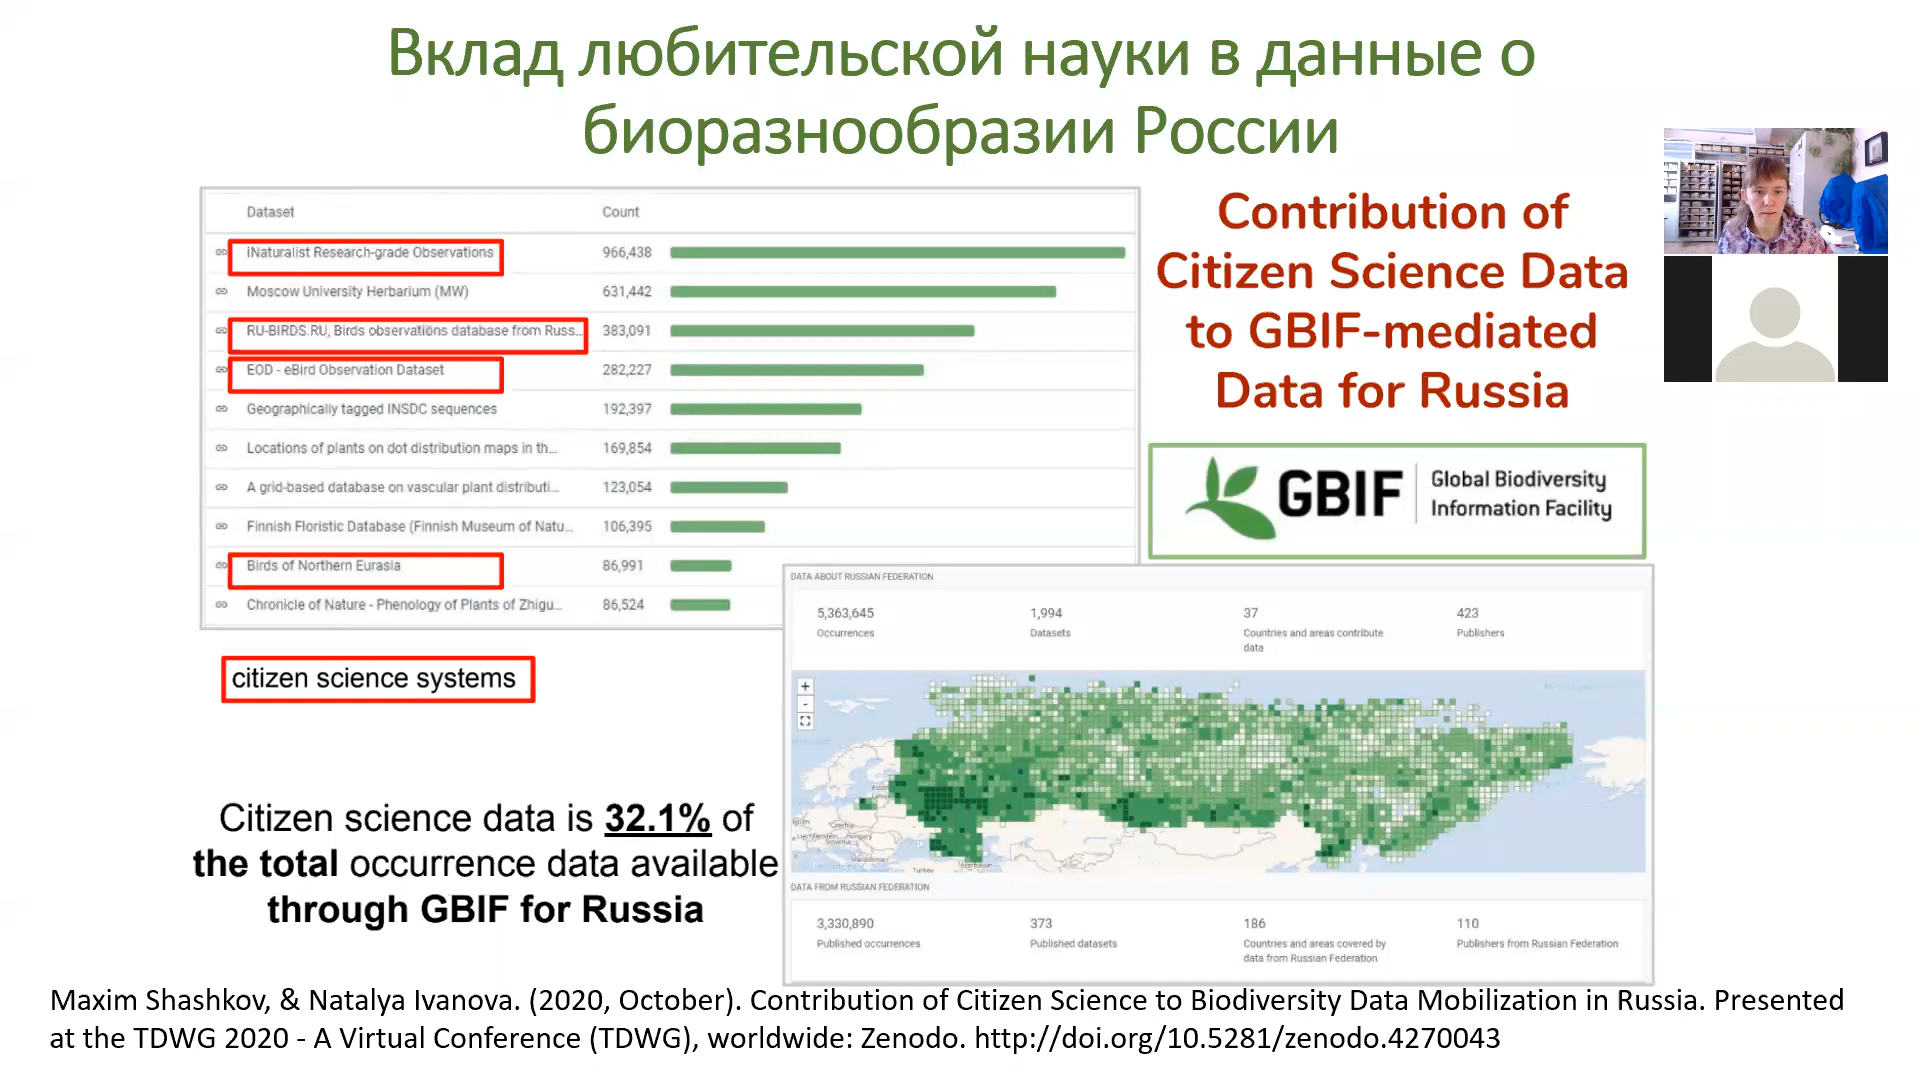 Вклад любительской науки в данные о
биоразнообразии России
Dataset Count
iNaturalist Research-grade Observations 966,438
Moscow University Herbarium (MW) 631,442
RU-BIRDS.RU, Birds observations database from Russ... 383,091
EOD - eBird Observation Dataset 282,227
Geographically tagged INSDC sequences 192,397
Locations of plants on dot distribution maps in th... 169,854
A grid-based database on vascular plant distributi... 123,054
Finnish Floristic Database (Finnish Museum of Natu... 106,395
Birds of Northern Eurasia 86,991
Chronicle of Nature - Phenology of Plants of Zhigu... 86,524
Contribution of
Citizen Science Data
to GBIF-mediated
Data for Russia
GBIF
Global Biodiversity
Information Facility
citizen science systems
Citizen science data is 32.1% of
the total occurrence data available
through GBIF for Russia
DATA ABOUT RUSSIAN FEDERATION
5,363,645 1,994 37 423
Occurrences Datasets Countries and areas contribute Publishers
data
+
-
Czechia
Slovenia
Macedonia
Turkey
Azerbaijan
DATA FROM RUSSIAN FEDERATION
3,330,890 373 186 110
Published occurrences Published datasets Countries and areas covered by Publishers from Russian Federation
data from Russian Federation
Maxim Shashkov, & Natalya Ivanova. (2020, October). Contribution of Citizen Science to Biodiversity Data Mobilization in Russia. Presented
at the TDWG 2020 - A Virtual Conference (TDWG), worldwide: Zenodo. http://doi.org/10.5281/zenodo.4270043